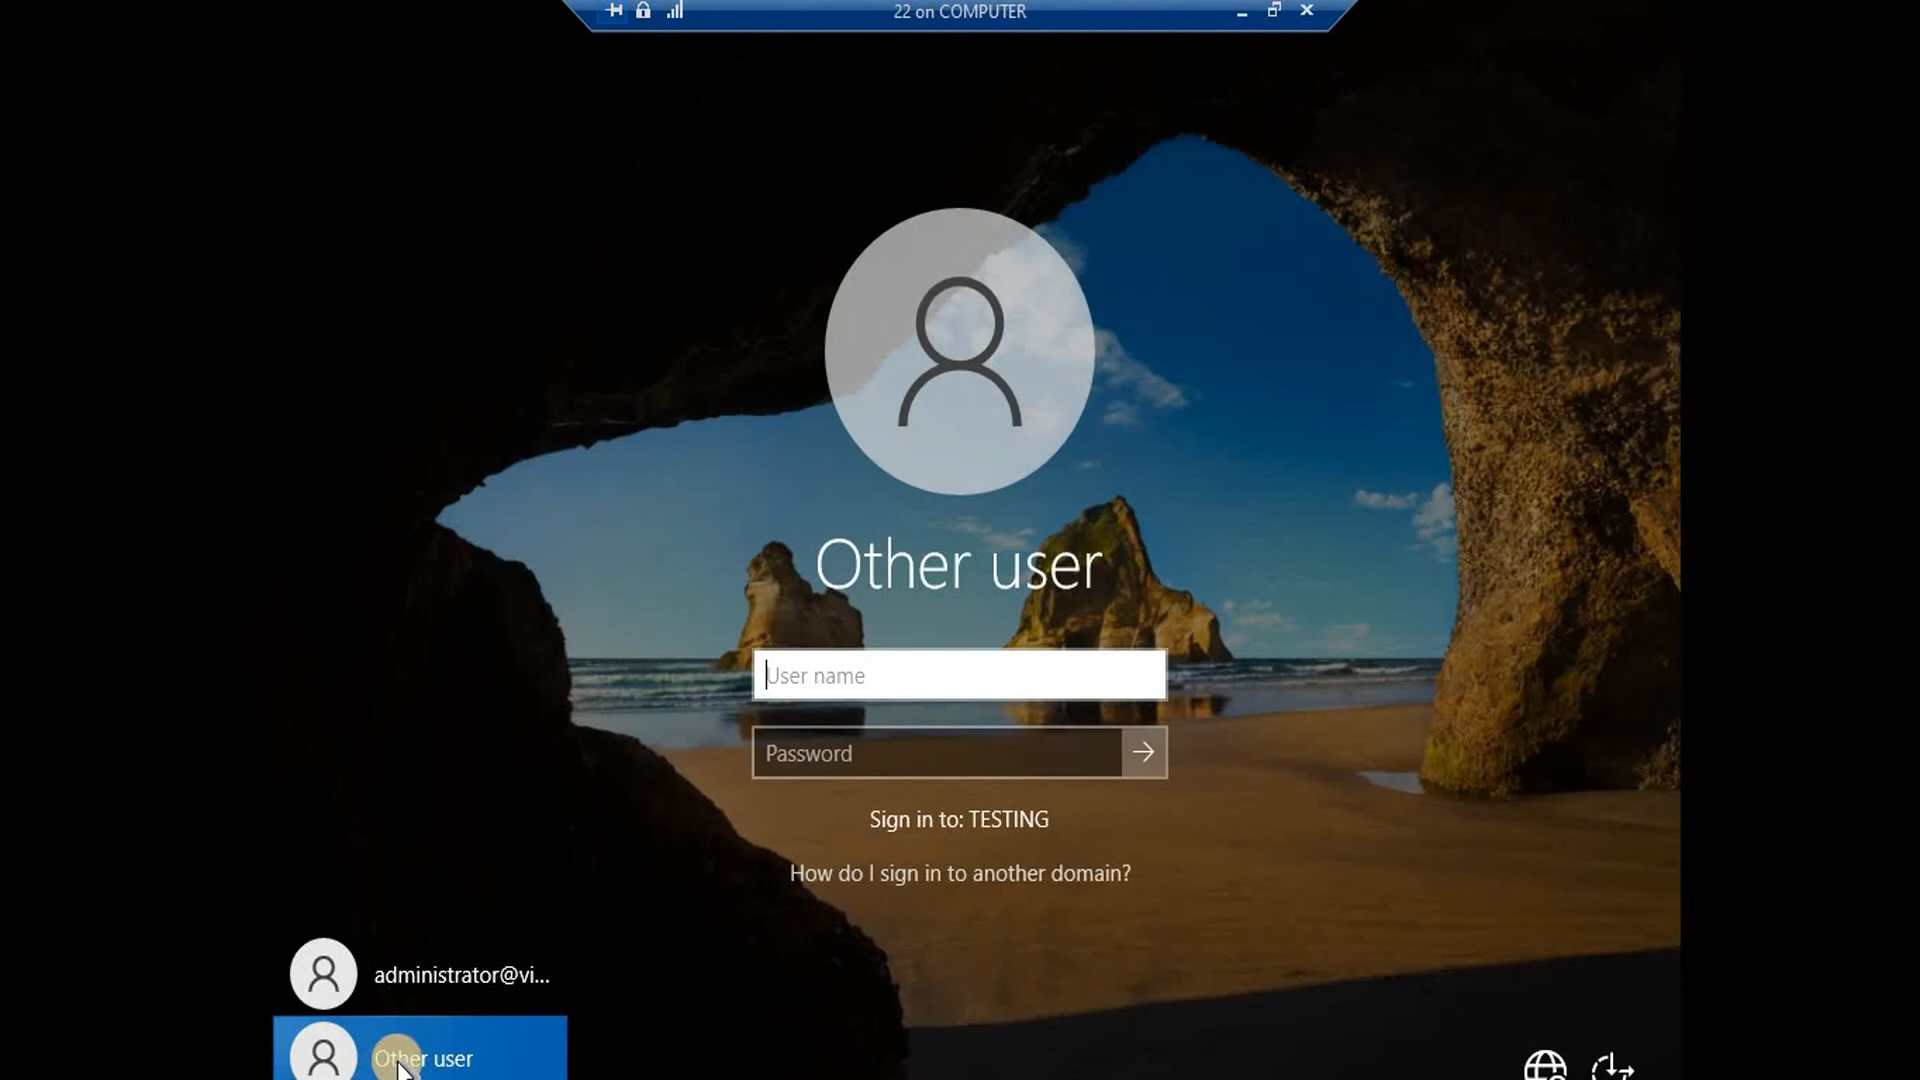 22 on COMPUTER
Other user
User name
Password
Sign in to: TESTING
How do I sign in to another domain?
administrator@vi...
Other user